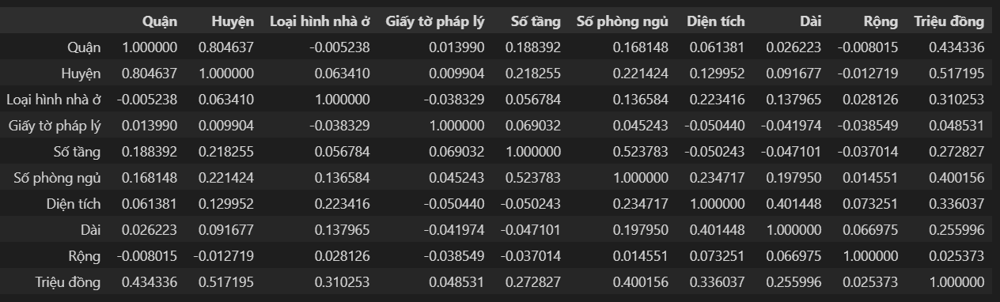 Quận Huyện Loại hình nhà ở Giấy tờ pháp lý Số tầng Số phòng ngủ Diện tích Dài Rộng Triệu đồng
Quận 1.000000 0.804637 -0.005238 0.013990 0.188392 0.168148 0.061381 0.026223 -0.008015 0.434336
Huyện 0.804637 1.000000 0.063410 0.009904 0.218255 0.221424 0.129952 0.091677 -0.012719 0.517195
Loại hình nhà ở -0.005238 0.063410 1.000000 -0.038329 0.056784 0.136584 0.223416 0.137965 0.028126 0.310253
Giấy tờ pháp lý 0.013990 0.009904 -0.038329 1.000000 0.069032 0.045243 -0.050440 -0.041974 -0.038549 0.048531
Số tầng 0.188392 0.218255 0.056784 0.069032 1.000000 0.523783 -0.050243 -0.047101 -0.037014 0.272827
Số phòng ngủ 0.168148 0.221424 0.136584 0.045243 0.523783 1.000000 0.234717 0.197950 0.014551 0.400156
Diện tích 0.061381 0.129952 0.223416 -0.050440 -0.050243 0.234717 1.000000 0.401448 0.073251 0.336037
Dài 0.026223 0.091677 0.137965 -0.041974 -0.047101 0.197950 0.401448 1.000000 0.066975 0.255996
Rộng -0.008015 -0.012719 0.028126 -0.038549 -0.037014 0.014551 0.073251 0.066975 1.000000 0.025373
Triệu đồng 0.434336 0.517195 0.310253 0.048531 0.272827 0.400156 0.336037 0.255996 0.025373 1.000000